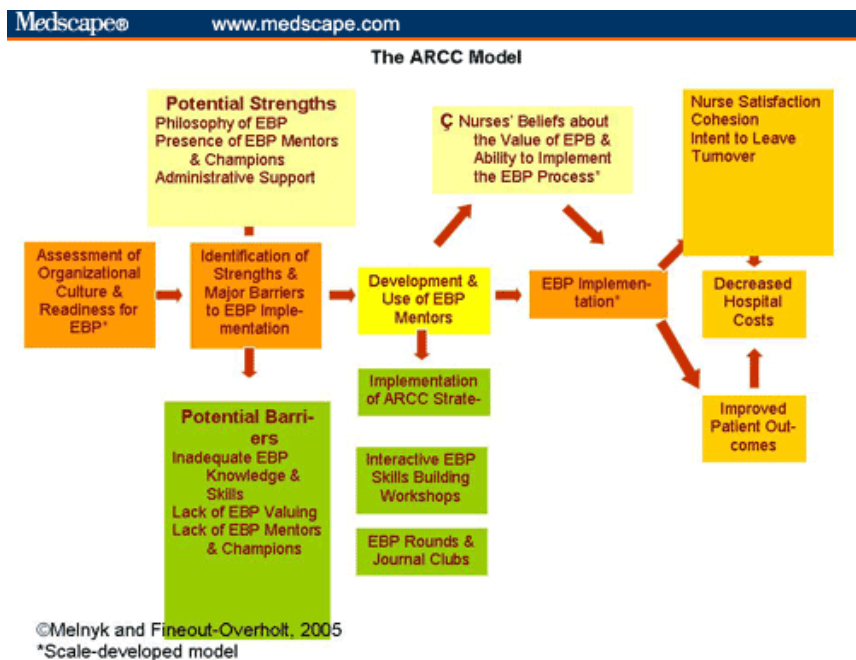 Medscape® www.medscape.com
The ARCC Model
Potential Strengths
Philosophy of EBP
Presence of EBP Mentors
& Champions
Administrative Support
Ç Nurses' Beliefs about
the Value of EPB &
Ability to Implement
the EBP Process*
Nurse Satisfaction
Cohesion
Intent to Leave
Turnover
Assessment of
Organizational
Culture &
Readiness for
EBP*
Identification of
Strengths &
Major Barriers
to EBP Imple-
mentation
Development &
Use of EBP
Mentors
EBP Implemen-
tation*
Decreased
Hospital
Costs
Implementation
of ARCC Strate-
Interactive EBP
Skills Building
Workshops
EBP Rounds &
Journal Clubs
Improved
Patient Out-
comes
Potential Barri-
ers
Inadequate EBP
Knowledge &
Skills
Lack of EBP Valuing
Lack of EBP Mentors
& Champions
©Melnyk and Fineout-Overholt, 2005
*Scale-developed model